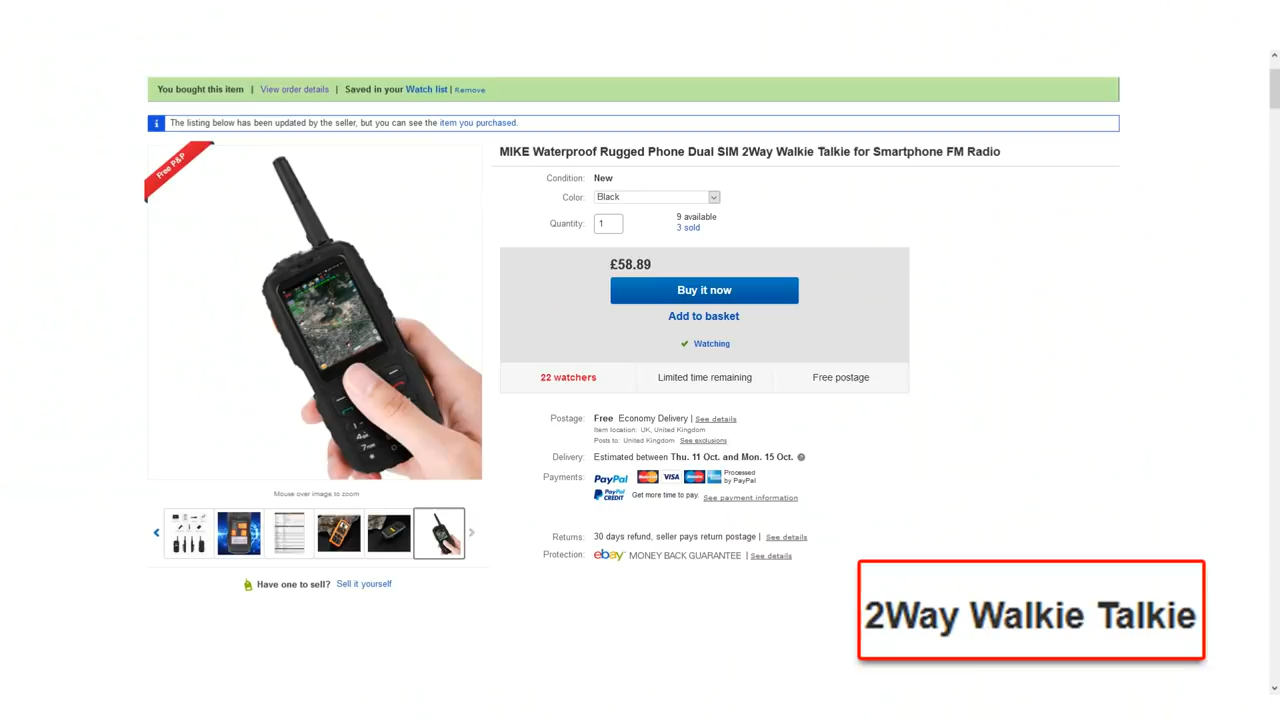 You bought this item | View order details | Saved in your Watch list | Remove
i The listing below has been updated by the seller, but you can see the item you purchased.
Free P&P
MIKE Waterproof Rugged Phone Dual SIM 2Way Walkie Talkie for Smartphone FM Radio
Condition: New
Color: Black
Quantity: 1
9 available
3 sold
£58.89
Buy it now
Add to basket
Watching
22 watchers
Limited time remaining
Free postage
Postage: Free Economy Delivery | See details
Item location: UK, United Kingdom
Posts to: United Kingdom See exclusions
Delivery: Estimated between Thu. 11 Oct. and Mon. 15 Oct.
Payments: PayPal VISA Processed by PayPal
PayPal CREDIT Get more time to pay. See payment information
Mouse over image to zoom
Returns: 30 days refund, seller pays return postage | See details
Protection: ebay MONEY BACK GUARANTEE | See details
Have one to sell? Sell it yourself
2Way Walkie Talkie